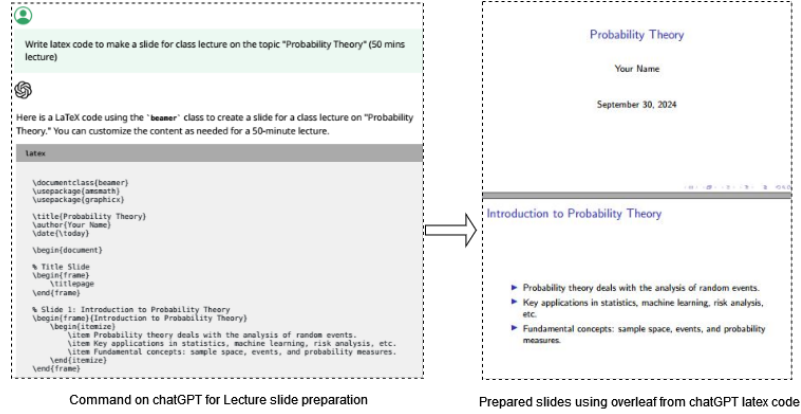 Write latex code to make a slide for class lecture on the topic "Probability Theory" (50 mins
lecture)
Here is a LaTeX code using the `beamer` class to create a slide for a class lecture on "Probability
Theory." You can customize the content as needed for a 50-minute lecture.
latex
\documentclass{beamer}
\usepackage{amsmath}
\usepackage{graphicx}
\title{Probability Theory}
\author{Your Name}
\date{\today}
\begin{document}
% Title Slide
\begin{frame}
\titlepage
\end{frame}
% Slide 1: Introduction to Probability Theory
\begin{frame}{Introduction to Probability Theory}
\begin{itemize}
\item Probability theory deals with the analysis of random events.
\item Key applications in statistics, machine learning, risk analysis, etc.
\item Fundamental concepts: sample space, events, and probability measures.
\end{itemize}
\end{frame}
Command on chatGPT for Lecture slide preparation
Probability Theory
Your Name
September 30, 2024
Introduction to Probability Theory
Probability theory deals with the analysis of random events.
Key applications in statistics, machine learning, risk analysis,
etc.
Fundamental concepts: sample space, events, and probability
measures.
Prepared slides using overleaf from chatGPT latex code